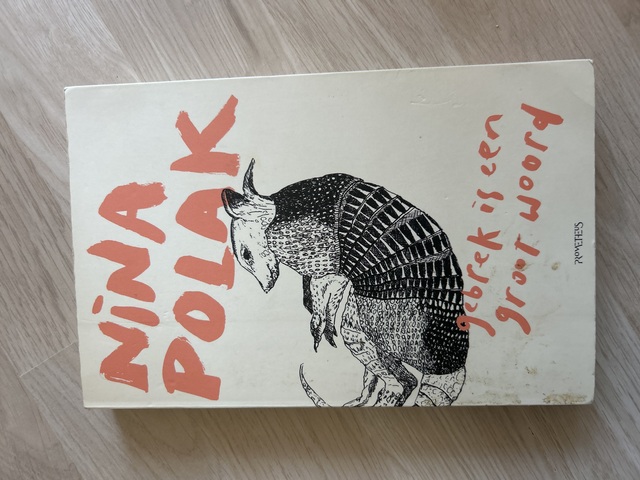 NINA
POLAK
gebrek is een
groot woord
PROMETHEUS